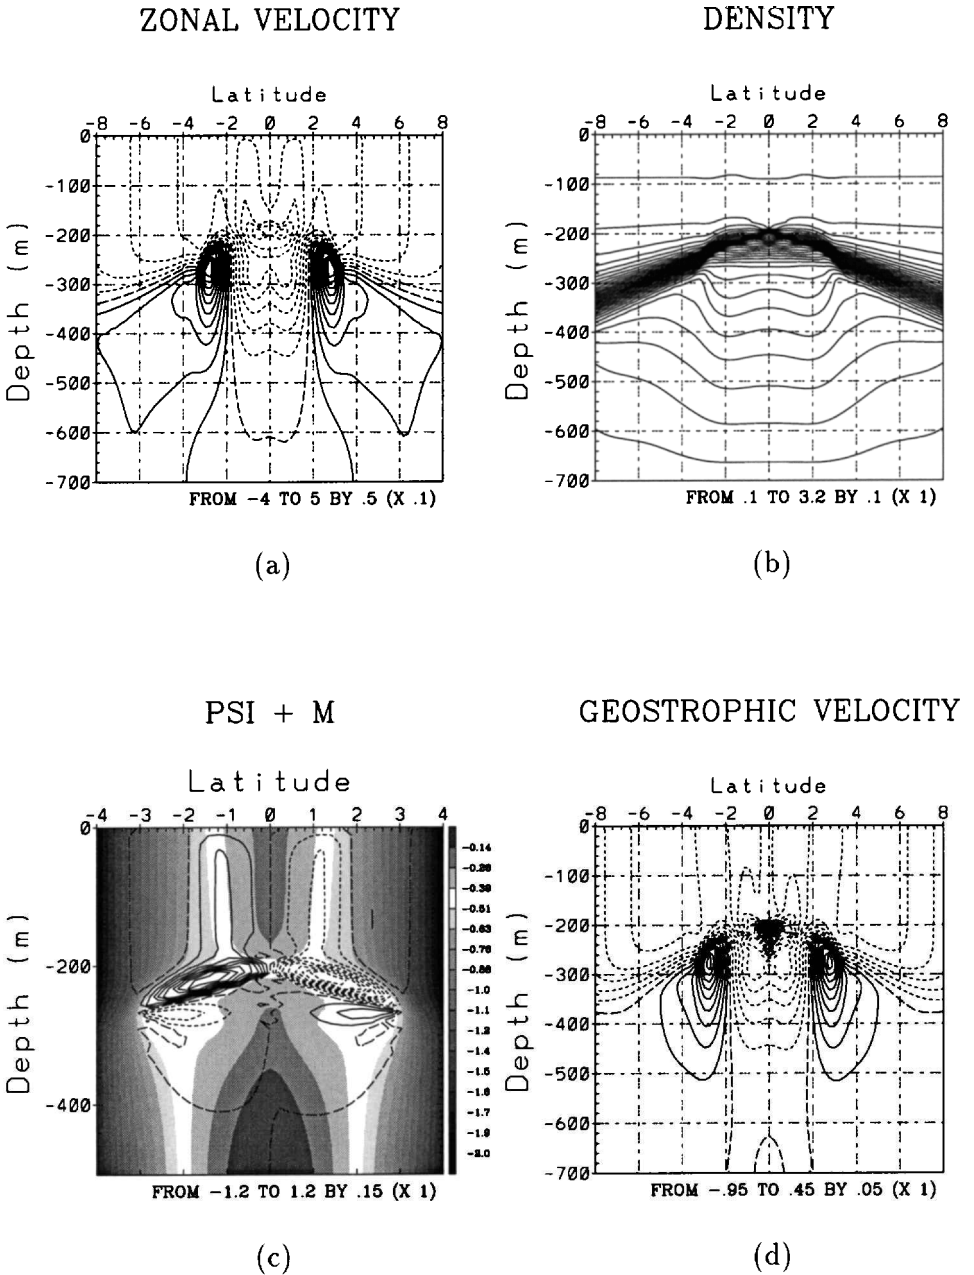 ZONAL VELOCITY
Latitude
-8 -6 -4 -2 0 2 4 6 8
Depth (m)
0
-100
-200
-300
-400
-500
-600
-700
FROM -4 TO 5 BY .5 (X .1)
(a)
DENSITY
Latitude
-8 -6 -4 -2 0 2 4 6 8
Depth (m)
0
-100
-200
-300
-400
-500
-600
-700
FROM .1 TO 3.2 BY .1 (X 1)
(b)
PSI + M
Latitude
-4 -3 -2 -1 0 1 2 3 4
Depth (m)
0
-200
-400
-0.14
-0.26
-0.39
-0.51
-0.63
-0.76
-0.88
-1.0
-1.1
-1.3
-1.4
-1.5
-1.6
-1.7
-1.9
-2.0
FROM -1.2 TO 1.2 BY .15 (X 1)
(c)
GEOSTROPHIC VELOCITY
Latitude
-8 -6 -4 -2 0 2 4 6 8
Depth (m)
0
-100
-200
-300
-400
-500
-600
-700
FROM -.95 TO .45 BY .05 (X 1)
(d)